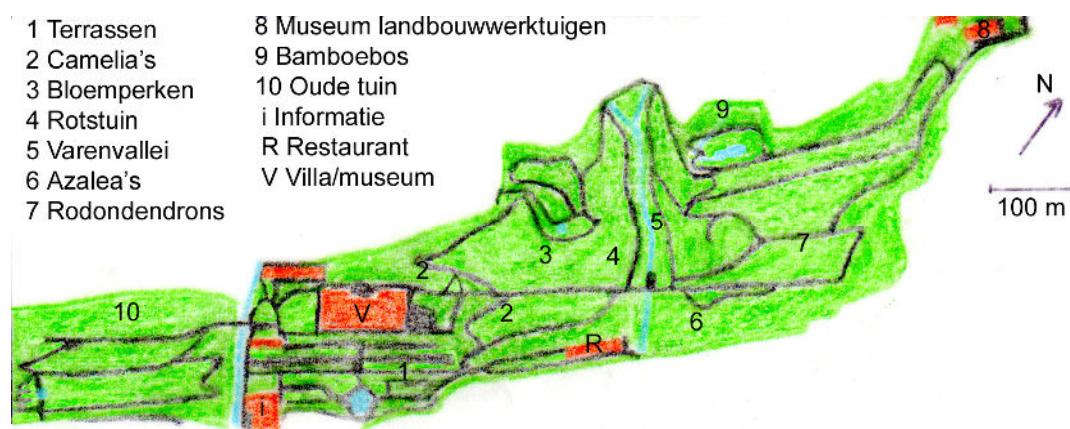 1 Terrassen
2 Camelia's
3 Bloemperken
4 Rotstuin
5 Varenvallei
6 Azalea's
7 Rodondendrons
8 Museum landbouwwerktuigen
9 Bamboebos
10 Oude tuin
i Informatie
R Restaurant
V Villa/museum
8
N
9
100 m
5
7
3
4
2
10
2
6
V
R
1
i